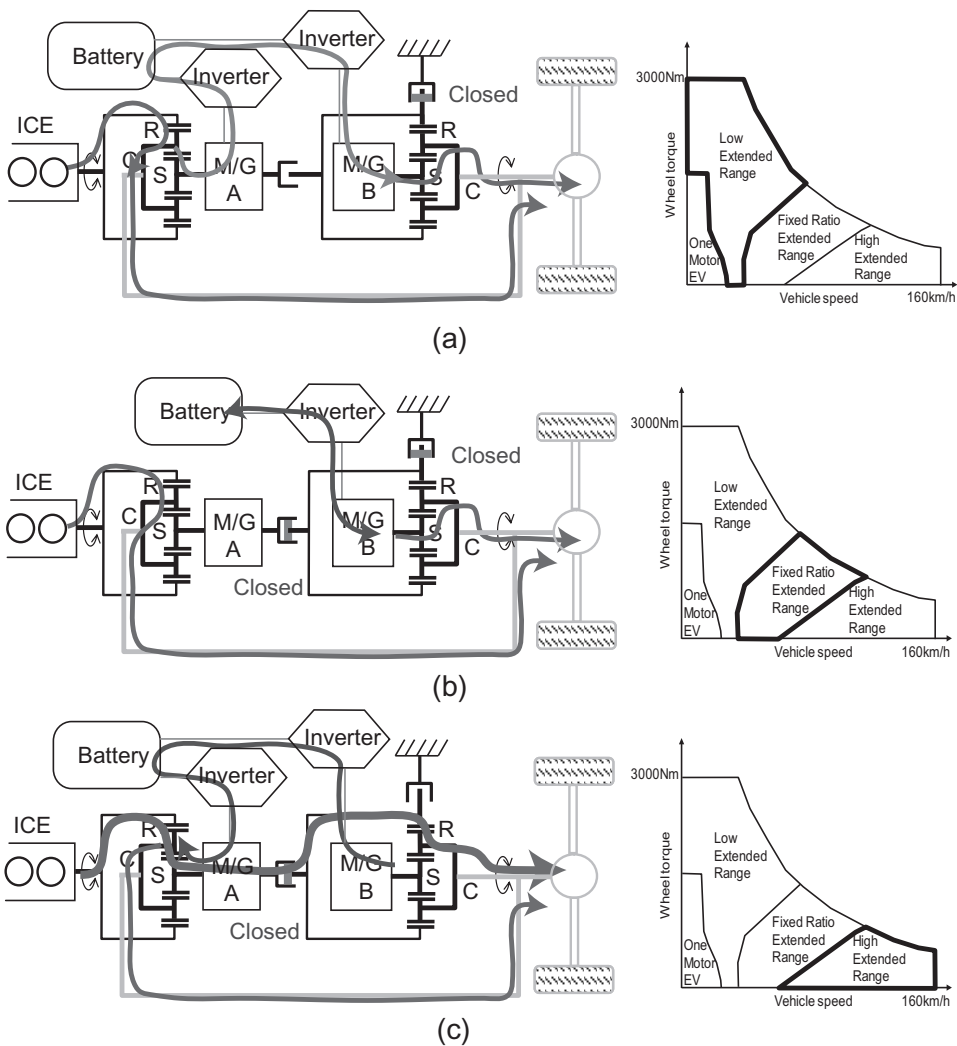 Battery
Inverter
Inverter
Closed
ICE
R
C
S
M/G
A
M/G
B
R
S
C
3000Nm
Wheel torque
Low
Extended
Range
Fixed Ratio
Extended
Range
High
Extended
Range
One
Motor
EV
Vehicle speed
160km/h
(a)
Battery
Inverter
Closed
ICE
R
C
S
M/G
A
Closed
M/G
B
R
S
C
3000Nm
Wheel torque
Low
Extended
Range
Fixed Ratio
Extended
Range
High
Extended
Range
One
Motor
EV
Vehicle speed
160km/h
(b)
Battery
Inverter
Inverter
ICE
R
C
S
M/G
A
Closed
M/G
B
R
S
C
3000Nm
Wheel torque
Low
Extended
Range
Fixed Ratio
Extended
Range
High
Extended
Range
One
Motor
EV
Vehicle speed
160km/h
(c)